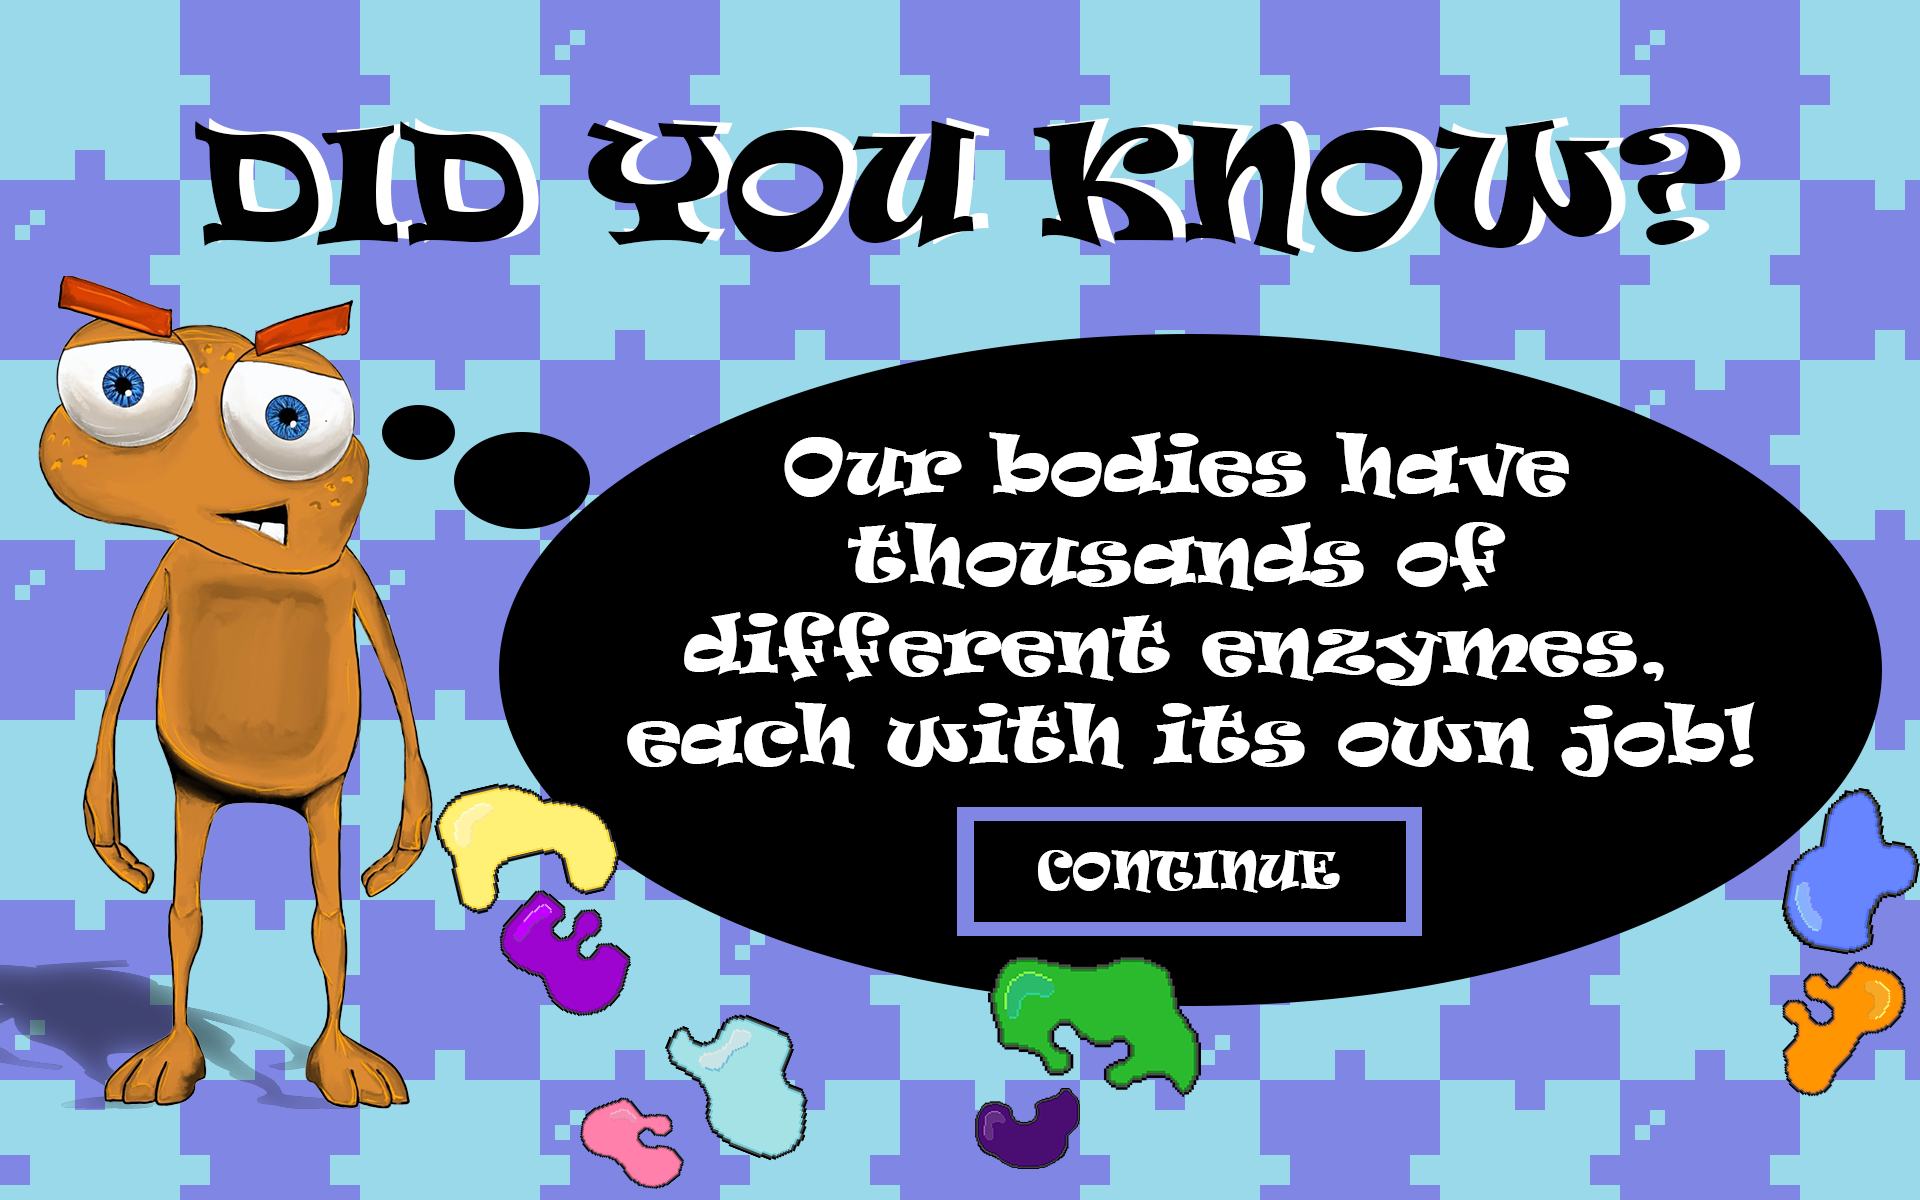 DID YOU KNOW?
Our bodies have
thousands of
different enzymes,
each with its own job!
CONTINUE